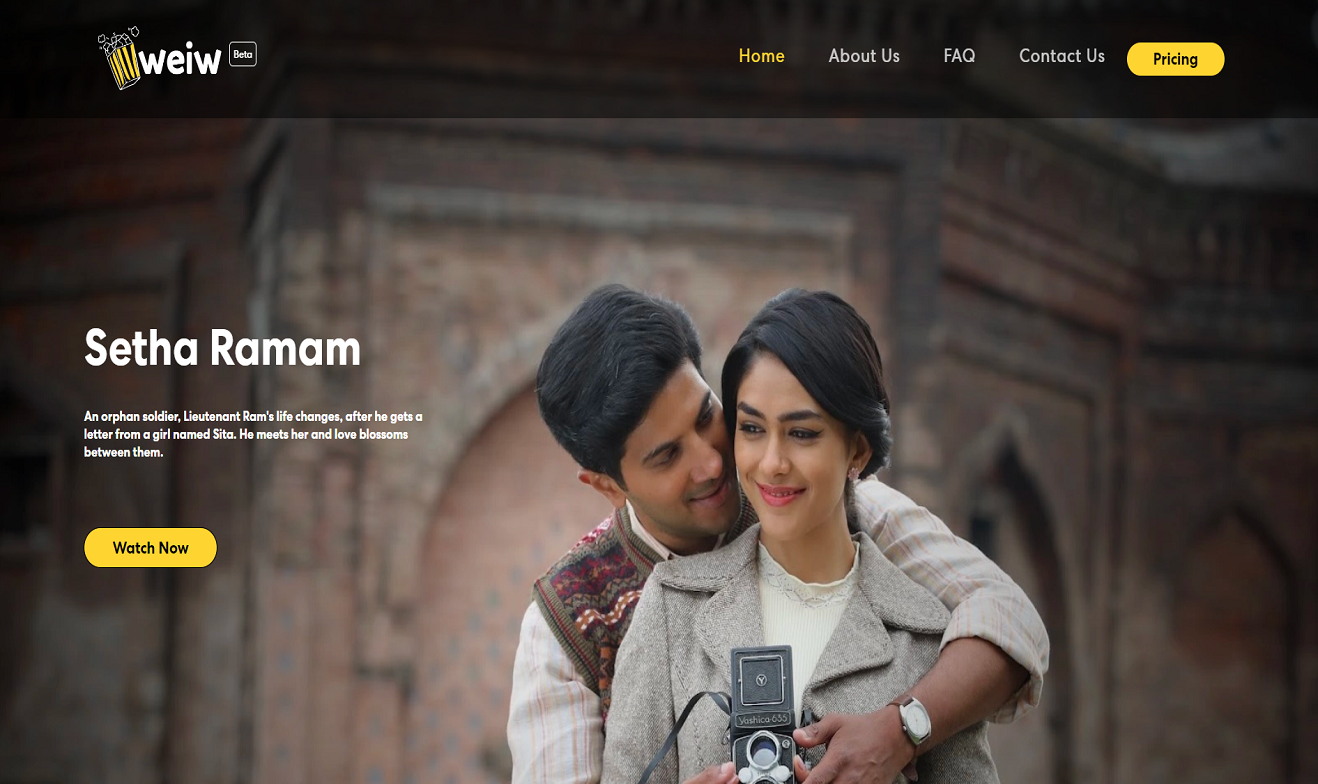 weiw
Beta
Home
About Us
FAQ
Contact Us
Pricing
Setha Ramam
An orphan soldier, Lieutenant Ram's life changes, after he gets a
letter from a girl named Sita. He meets her and love blossoms
between them.
Watch Now
Y
Yashica-635